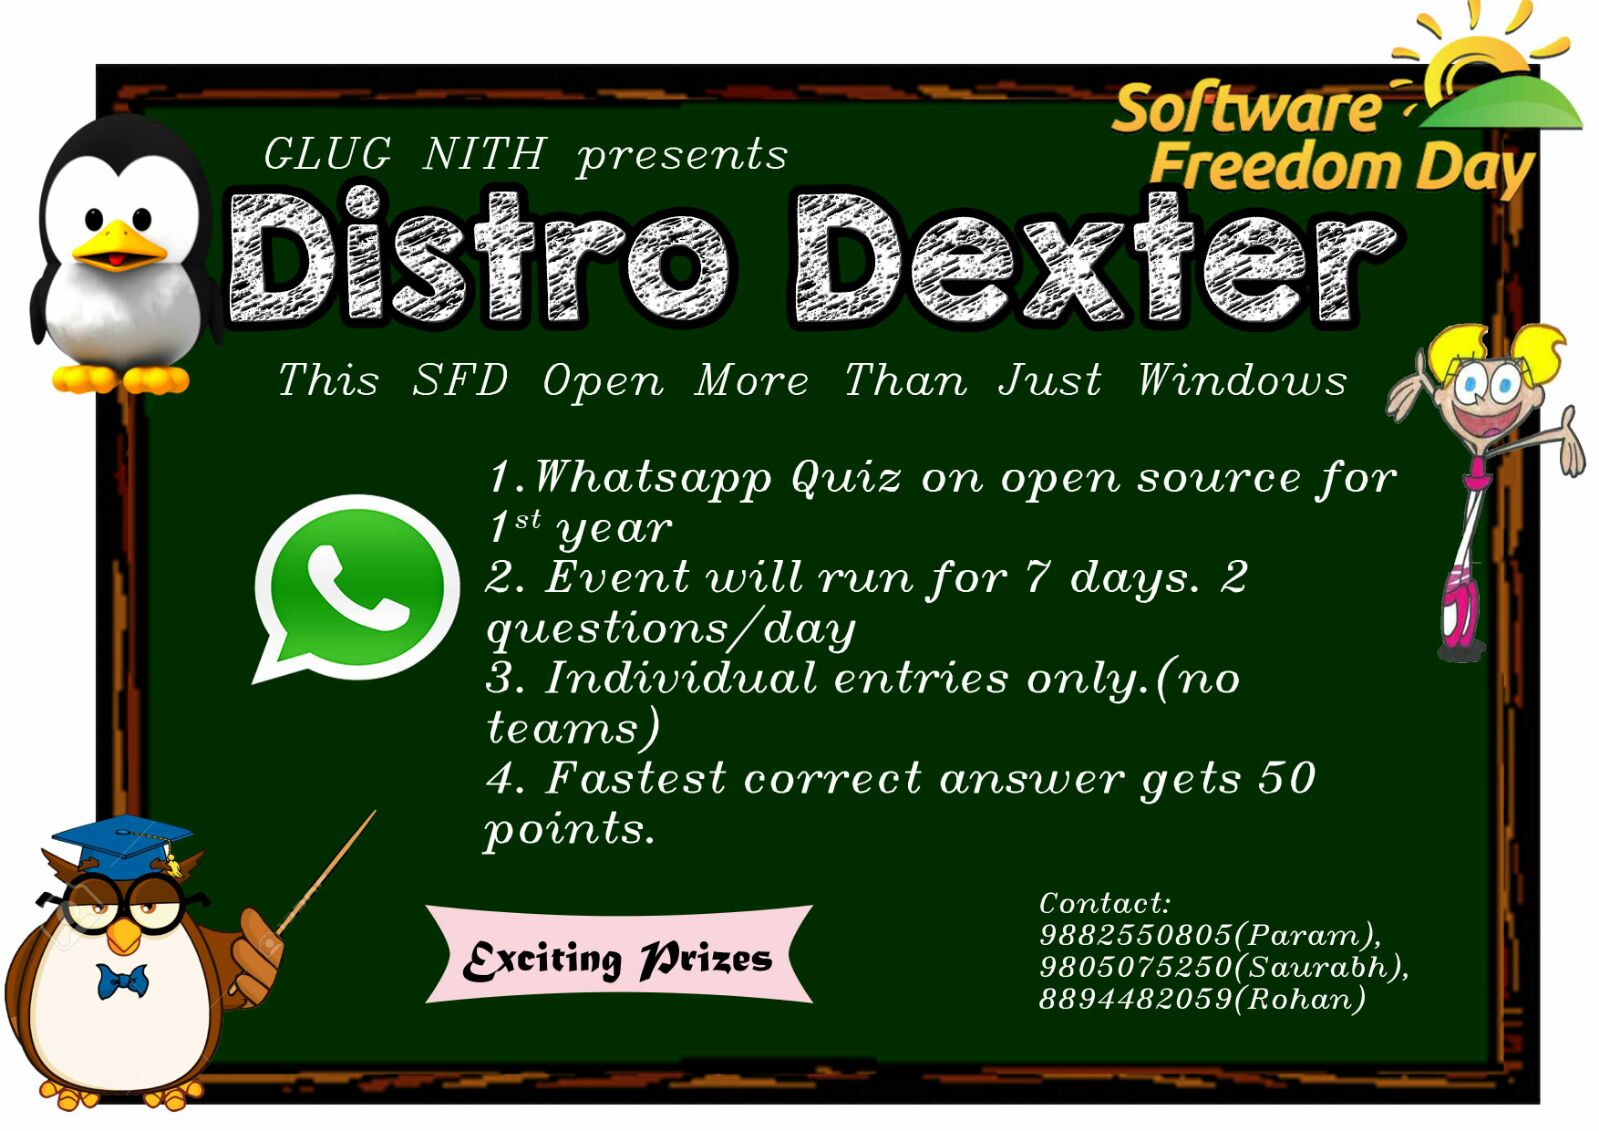 Software
Freedom Day
GLUG NITH presents
Distro Dexter
This SFD Open More Than Just Windows
1.Whatsapp Quiz on open source for
1st year
2. Event will run for 7 days. 2
questions/day
3. Individual entries only.(no
teams)
4. Fastest correct answer gets 50
points.
Exciting Prizes
Contact:
9882550805(Param),
9805075250(Saurabh),
8894482059(Rohan)